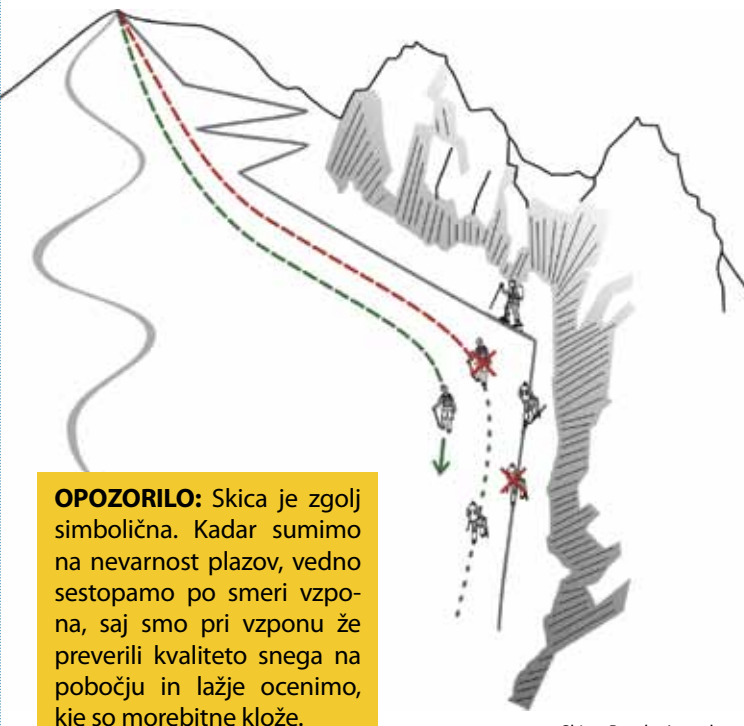 OPOZORILO: Skica je zgolj
simbolična. Kadar sumimo
na nevarnost plazov, vedno
sestopamo po smeri vzpo-
na, saj smo pri vzponu že
preverili kvaliteto snega na
pobočju in lažje ocenimo,
kje so morebitne klože.